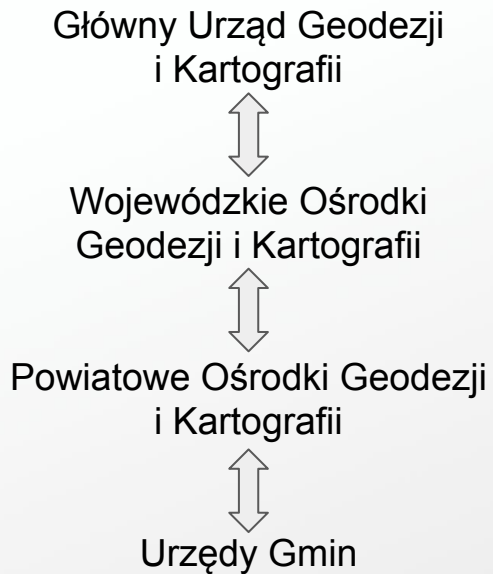 Główny Urząd Geodezji
i Kartografii
Wojewódzkie Ośrodki
Geodezji i Kartografii
Powiatowe Ośrodki Geodezji
i Kartografii
Urzędy Gmin